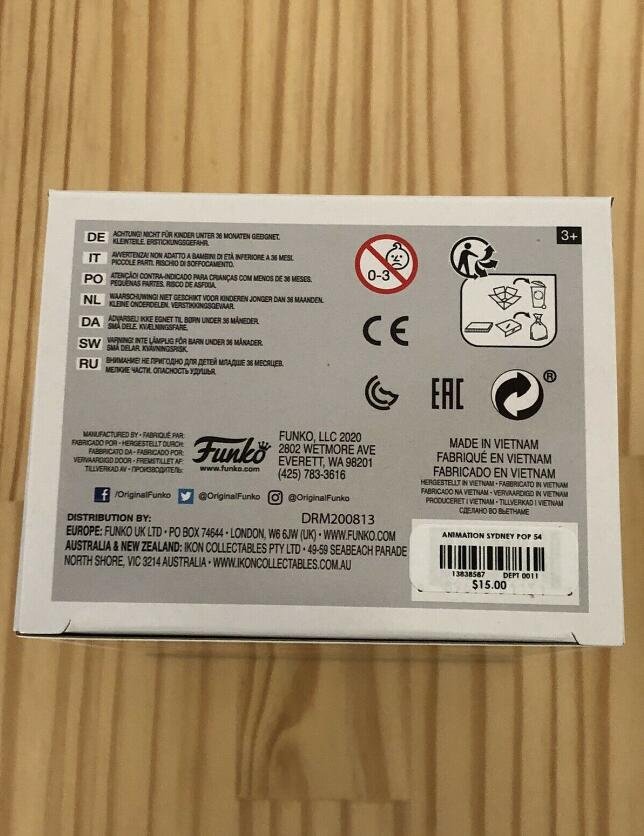 3+
DE ACHTUNG! NICHT FÜR KINDER UNTER 36 MONATEN GEEIGNET.
KLEINTEILE. ERSTICKUNGSGEFAHR.
IT AVVERTENZA! NON ADATTO A BAMBINI DI ETÀ INFERIORE A 36 MESI.
PICCOLE PARTI. RISCHIO DI SOFFOCAMENTO.
PO ATENÇÃO! CONTRA-INDICADO PARA CRIANÇAS COM MENOS DE 36 MESES.
PEQUENAS PARTES. RISCO DE ASFIXIA.
NL WAARSCHUWING! NIET GESCHIKT VOOR KINDEREN JONGER DAN 36 MAANDEN.
KLEINE ONDERDELEN. VERSTIKKINGSGEVAAR.
DA ADVARSEL! IKKE EGNET TIL BØRN UNDER 36 MÅNEDER.
SMÅ DELE. KVÆLNINGSFARE.
SW VARNING! INTE LÄMPLIG FÖR BARN UNDER 36 MÅNADER.
SMÅ DELAR. KVÄVNINGSRISK.
RU ВНИМАНИЕ! НЕ ПРИГОДНО ДЛЯ ДЕТЕЙ МЛАДШЕ 36 МЕСЯЦЕВ.
МЕЛКИЕ ЧАСТИ. ОПАСНОСТЬ УДУШЬЯ.
0-3
CE
EAC
®
MANUFACTURED BY • FABRIQUÉ PAR:
FABRICADO POR • HERGESTELLT DURCH:
FABBRICATO DA • FABRICADO POR:
VERVAARDIGD DOOR • FREMSTILLET AF:
TILLVERKAD AV • ПРОИЗВОДИТЕЛЬ:
Funko
www.funko.com
FUNKO, LLC 2020
2802 WETMORE AVE
EVERETT, WA 98201
(425) 783-3616
MADE IN VIETNAM
FABRIQUÉ EN VIETNAM
FABRICADO EN VIETNAM
HERGESTELLT IN VIETNAM • FABBRICATO IN VIETNAM
FABRICADO NA VIETNAM • VERVAARDIGD IN VIETNAM
PRODUCERET I VIETNAM • TILLVERKAD I VIETNAM
СДЕЛАНО ВО ВЬЕТНАМЕ
/OriginalFunko @OriginalFunko @OriginalFunko
DISTRIBUTION BY: DRM200813
EUROPE: FUNKO UK LTD • PO BOX 74644 • LONDON, W6 6JW (UK) • WWW.FUNKO.COM
AUSTRALIA & NEW ZEALAND: IKON COLLECTABLES PTY LTD • 49-59 SEABEACH PARADE
NORTH SHORE, VIC 3214 AUSTRALIA • WWW.IKONCOLLECTABLES.COM.AU
ANIMATION SYDNEY POP 54
13838587 DEPT 0011
$15.00